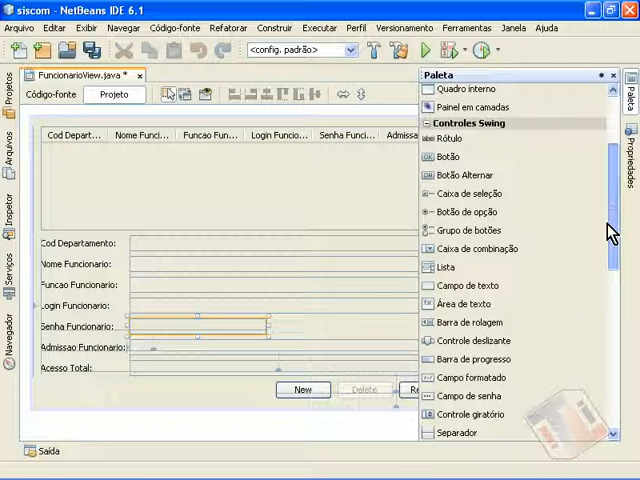 siscom - NetBeans IDE 6.1
Arquivo Editar Exibir Navegar Código-fonte Refatorar Construir Executar Perfil Versionamento Ferramentas Janela Ajuda
<config. padrão>
FuncionarioView.java *
Código-fonte Projeto
Projetos
Arquivos
Inspetor
Serviços
Navegador
Cod Depart... Nome Funci... Funcao Fun... Login Funcio... Senha Funci... Admissa
Cod Departamento:
Nome Funcionario:
Funcao Funcionario:
Login Funcionario:
Senha Funcionario:
Admissao Funcionario:
Acesso Total:
New Delete Re
Paleta
Quadro interno
Painel em camadas
Controles Swing
Rótulo
Botão
Botão Alternar
Caixa de seleção
Botão de opção
Grupo de botões
Caixa de combinação
Lista
Campo de texto
Área de texto
Barra de rolagem
Controle deslizante
Barra de progresso
Campo formatado
Campo de senha
Controle giratório
Separador
Paleta
Propriedades
Saída